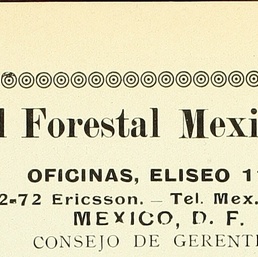 l Forestal Mexi
OFICINAS, ELISEO 1
2-72 Ericsson. — Tel. Mex.
MEXICO, D. F.
CONSEJO DE GERENT